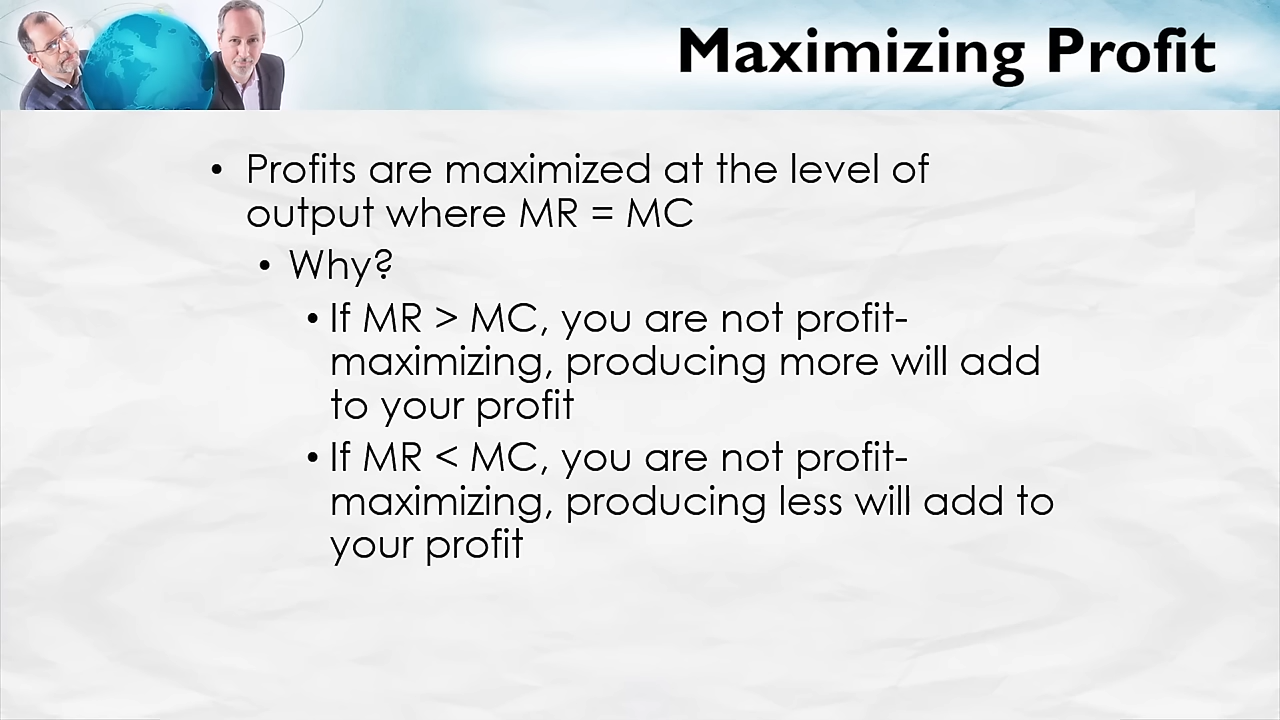 Maximizing Profit
• Profits are maximized at the level of
output where MR = MC
• Why?
• If MR > MC, you are not profit-
maximizing, producing more will add
to your profit
• If MR < MC, you are not profit-
maximizing, producing less will add to
your profit